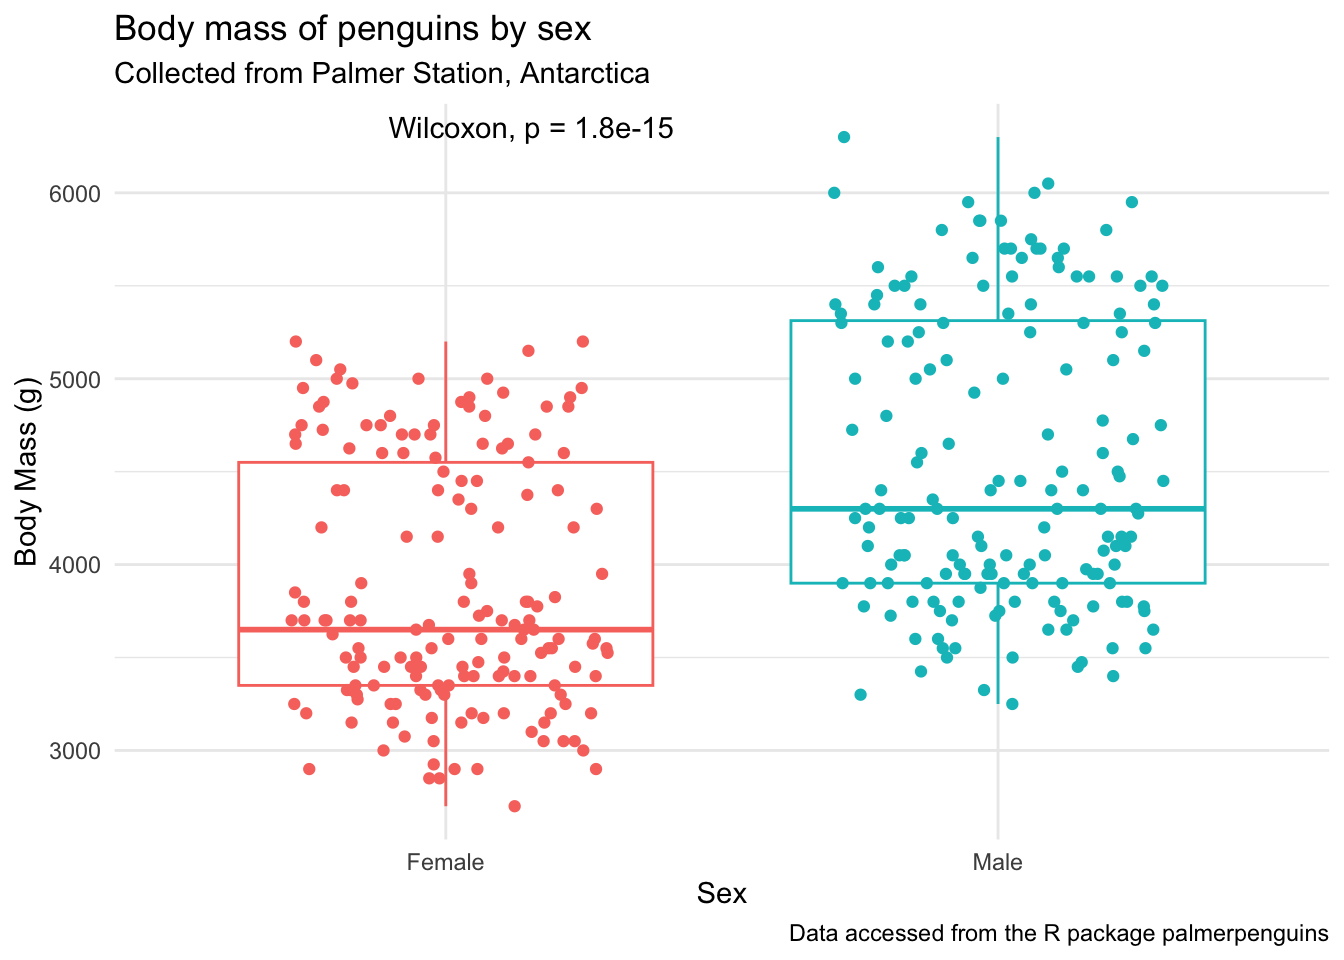 Body mass of penguins by sex
Collected from Palmer Station, Antarctica
Wilcoxon, p = 1.8e-15
6000
5000
4000
3000
Body Mass (g)
Female
Male
Sex
Data accessed from the R package palmerpenguins